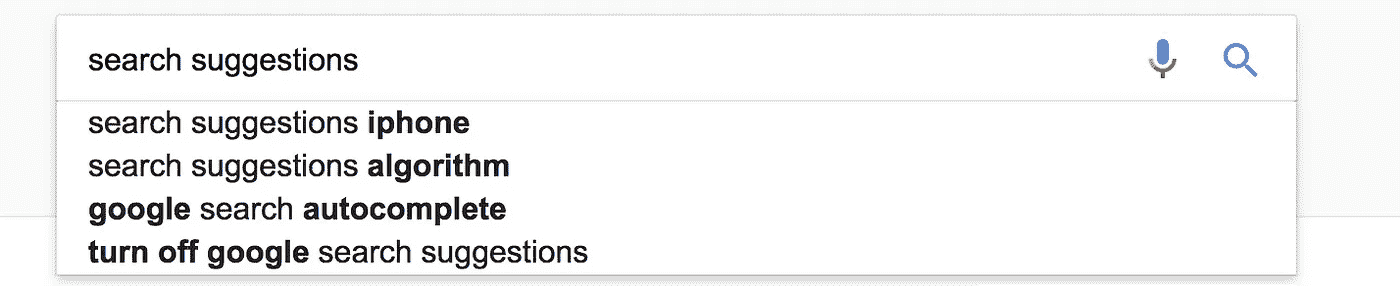 search suggestions
search suggestions iphone
search suggestions algorithm
google search autocomplete
turn off google search suggestions